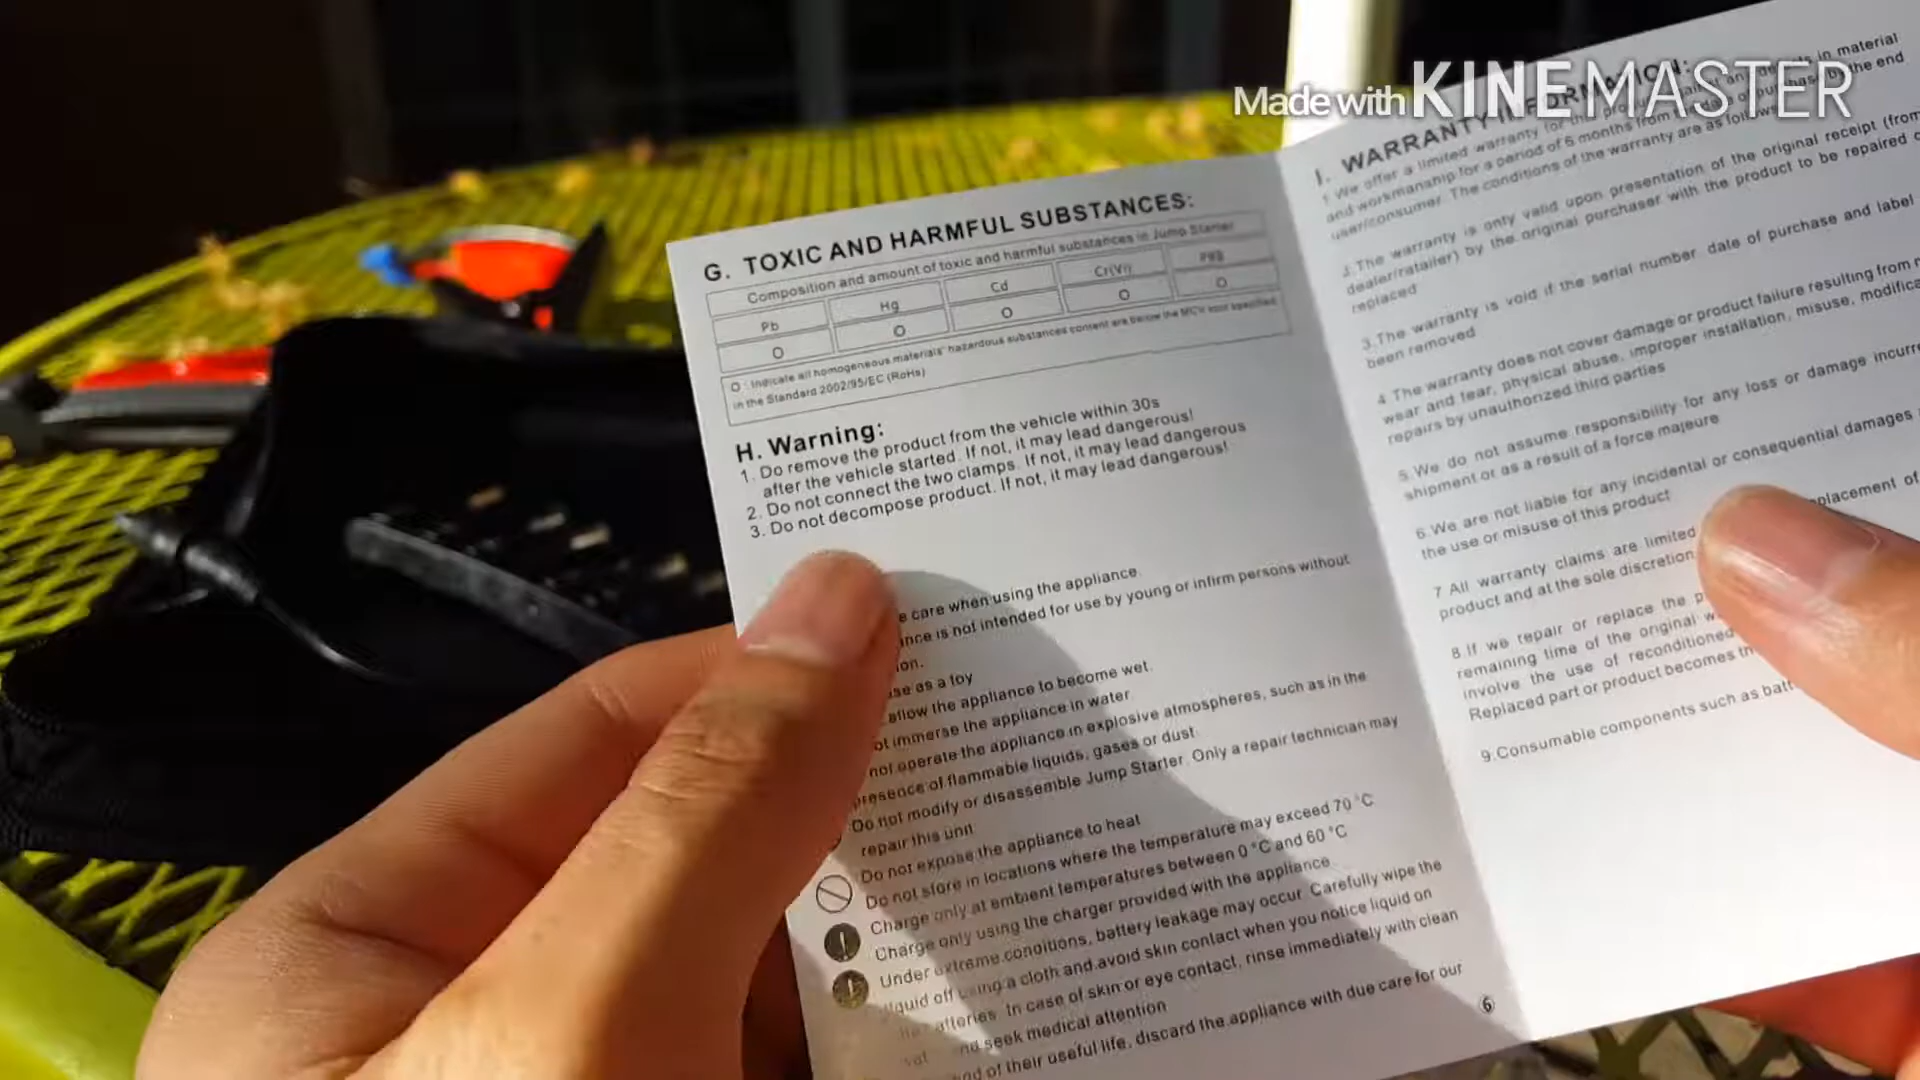 Made with KINEMASTER
G. TOXIC AND HARMFUL SUBSTANCES:
Composition and amount of toxic and harmful substances in Jump Starter
Pb Hg Cd Cr(VI) PBB
O O O O O
O : Indicate all homogeneous materials' hazardous substances content are below the MCV limit specified
in the Standard 2002/95/EC (RoHs)
H. Warning:
1. Do remove the product from the vehicle within 30s
after the vehicle started. If not, it may lead dangerous!
2. Do not connect the two clamps. If not, it may lead dangerous
3. Do not decompose product. If not, it may lead dangerous!
care when using the appliance.
is not intended for use by young or infirm persons without
as a toy
allow the appliance to become wet.
immerse the appliance in water
not operate the appliance in explosive atmospheres, such as in the
presence of flammable liquids, gases or dust
Do not modify or disassemble Jump Starter. Only a repair technician may
repair this unit
Do not expose the appliance to heat
Do not store in locations where the temperature may exceed 70 °C
Charge only at ambient temperatures between 0 °C and 60 °C
Charge only using the charger provided with the appliance
Under extreme conditions, battery leakage may occur. Carefully wipe the
liquid off using a cloth and avoid skin contact when you notice liquid on
In case of skin or eye contact, rinse immediately with clean
and seek medical attention
of their useful life, discard the appliance with due care for our
6
I. WARRANTY INFORMATION:
1 We offer a limited warranty for this product against any defects in material
and workmanship for a period of 6 months from the date of purchase by the end
user/consumer. The conditions of the warranty are as follows
2.The warranty is only valid upon presentation of the original receipt (from
dealer/retailer) by the original purchaser with the product to be repaired
replaced
3.The warranty is void if the serial number, date of purchase and label
been removed
4.The warranty does not cover damage or product failure resulting from
wear and tear, physical abuse, improper installation, misuse,
repairs by unauthorized third parties
5.We do not assume responsibility for any loss or damage
shipment or as a result of a force majeure
6.We are not liable for any incidental or consequential damages
the use or misuse of this product
7 All warranty claims are limited
product and at the sole discretion
8.If we repair or replace the
remaining time of the original
involve the use of reconditioned
Replaced part or product becomes
9.Consumable components such as